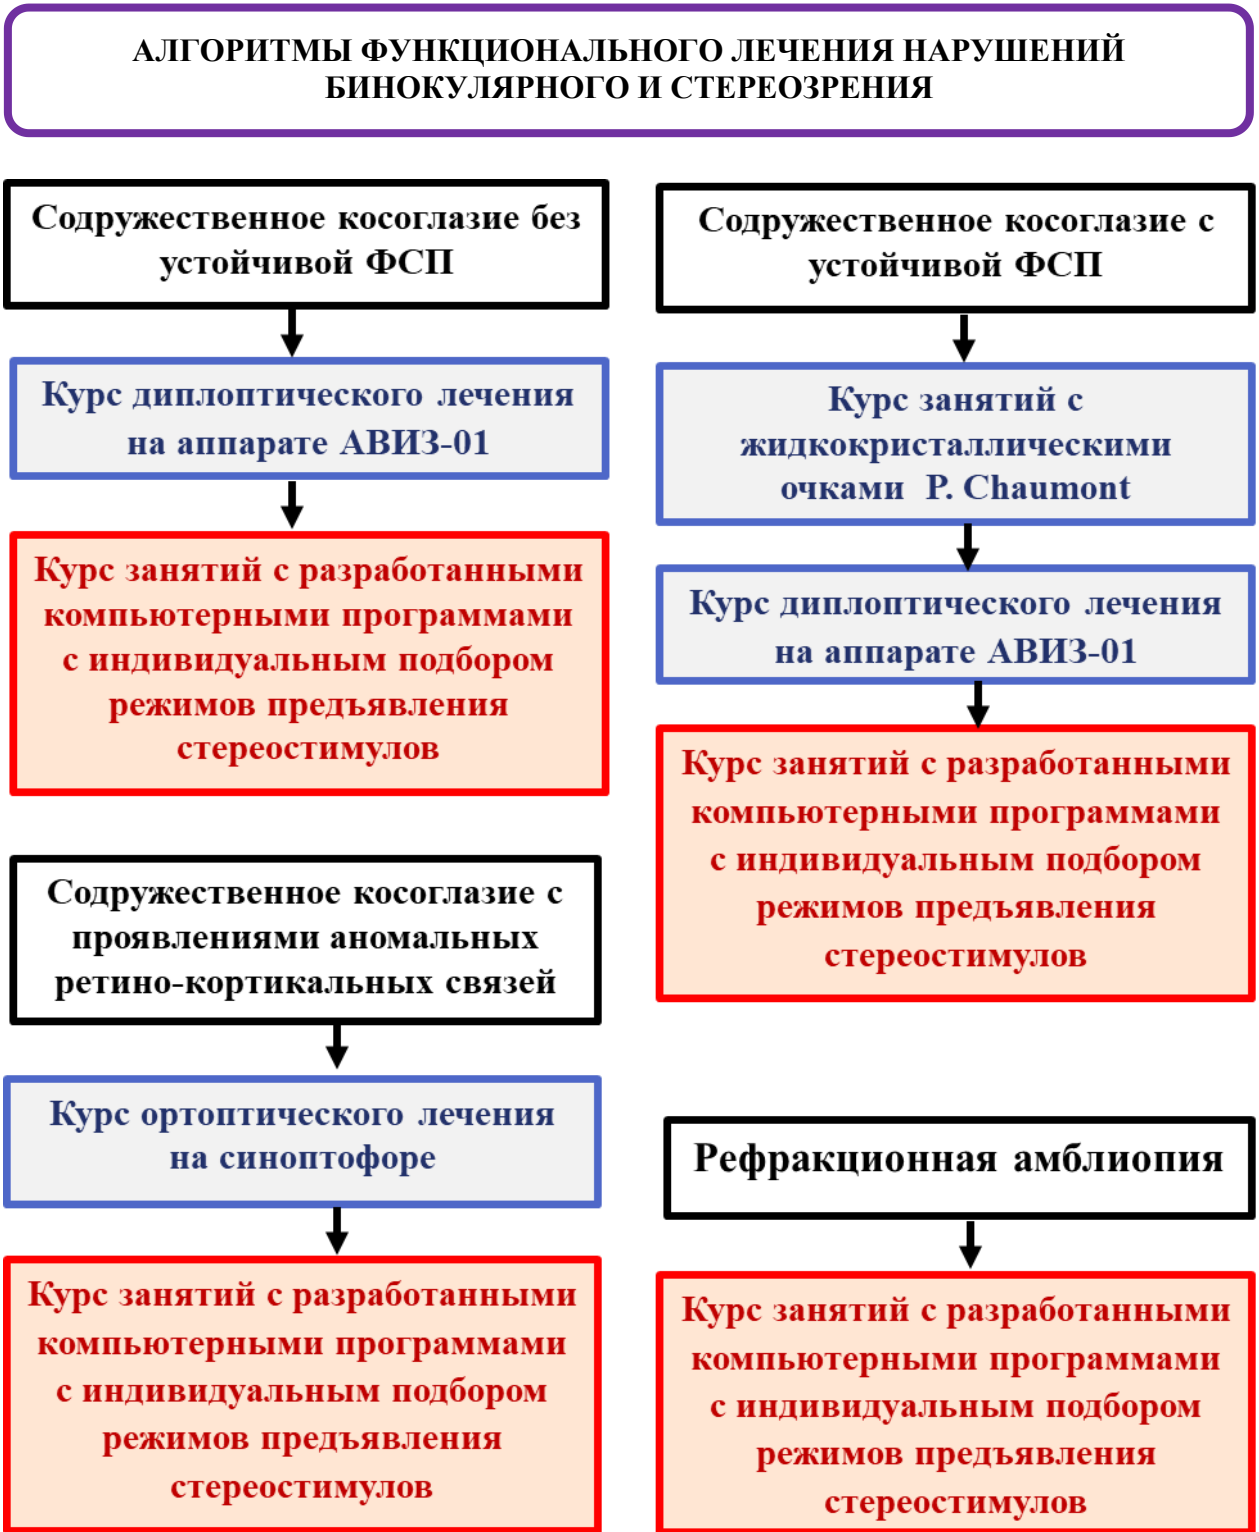 АЛГОРИТМЫ ФУНКЦИОНАЛЬНОГО ЛЕЧЕНИЯ НАРУШЕНИЙ
БИНОКУЛЯРНОГО И СТЕРЕОЗРЕНИЯ
Содружественное косоглазие без
устойчивой ФСП
Курс диплоптического лечения
на аппарате АВИЗ-01
Курс занятий с разработанными
компьютерными программами
с индивидуальным подбором
режимов предъявления
стереостимулов
Содружественное косоглазие с
устойчивой ФСП
Курс занятий с
жидкокристаллическими
очками P. Chaumont
Курс диплоптического лечения
на аппарате АВИЗ-01
Курс занятий с разработанными
компьютерными программами
с индивидуальным подбором
режимов предъявления
стереостимулов
Содружественное косоглазие с
проявлениями аномальных
ретино-кортикальных связей
Курс ортоптического лечения
на синоптофоре
Курс занятий с разработанными
компьютерными программами
с индивидуальным подбором
режимов предъявления
стереостимулов
Рефракционная амблиопия
Курс занятий с разработанными
компьютерными программами
с индивидуальным подбором
режимов предъявления
стереостимулов